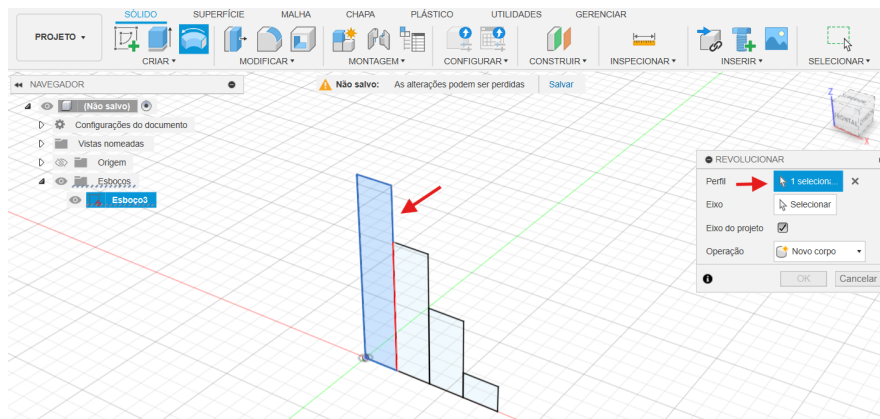 SÓLIDO SUPERFÍCIE MALHA CHAPA PLÁSTICO UTILIDADES GERENCIAR
PROJETO
CRIAR MODIFICAR MONTAGEM CONFIGURAR CONSTRUIR INSPECIONAR INSERIR SELECIONAR
NAVEGADOR
Não salvo: As alterações podem ser perdidas Salvar
(Não salvo)
Configurações do documento
Vistas nomeadas
Origem
Esboços
Esboço3
Z
X
REVOLUCIONAR
Perfil 1 selecion...
Eixo Selecionar
Eixo do projeto
Operação Novo corpo
OK Cancelar